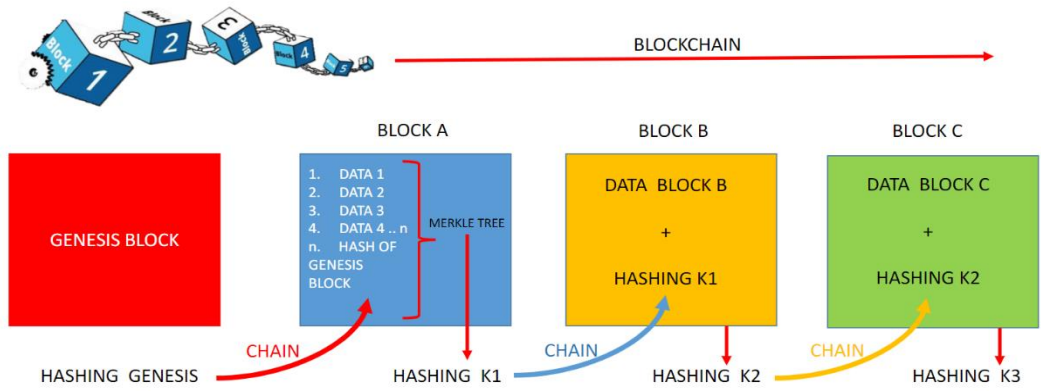 Block
1
2
3
Block
Block
4
5
BLOCKCHAIN
BLOCK A
BLOCK B
BLOCK C
GENESIS BLOCK
1. DATA 1
2. DATA 2
3. DATA 3
4. DATA 4 .. n
n. HASH OF
GENESIS
BLOCK
MERKLE TREE
DATA BLOCK B
+
HASHING K1
DATA BLOCK C
+
HASHING K2
CHAIN
CHAIN
CHAIN
HASHING GENESIS
HASHING K1
HASHING K2
HASHING K3